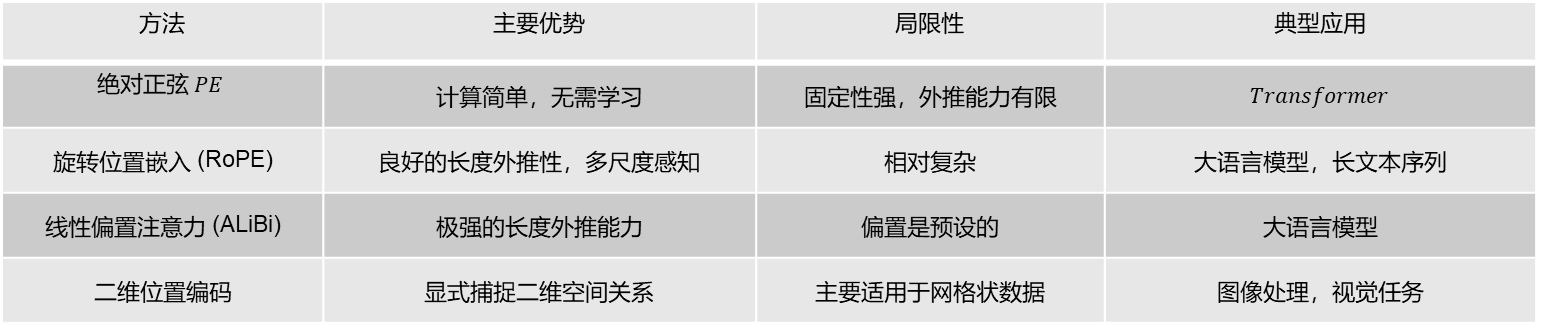 方法 主要优势 局限性 典型应用
绝对正弦 PE 计算简单，无需学习 固定性强，外推能力有限 Transformer
旋转位置嵌入 (RoPE) 良好的长度外推性，多尺度感知 相对复杂 大语言模型，长文本序列
线性偏置注意力 (ALiBi) 极强的长度外推能力 偏置是预设的 大语言模型
二维位置编码 显式捕捉二维空间关系 主要适用于网格状数据 图像处理，视觉任务